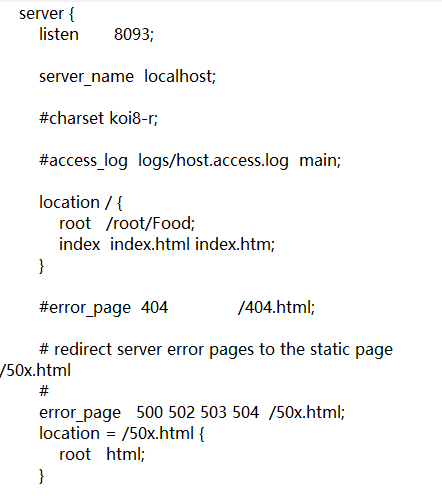 server {
listen 8093;
server_name localhost;
#charset koi8-r;
#access_log logs/host.access.log main;
location / {
root /root/Food;
index index.html index.htm;
}
#error_page 404 /404.html;
# redirect server error pages to the static page
/50x.html
#
error_page 500 502 503 504 /50x.html;
location = /50x.html {
root html;
}